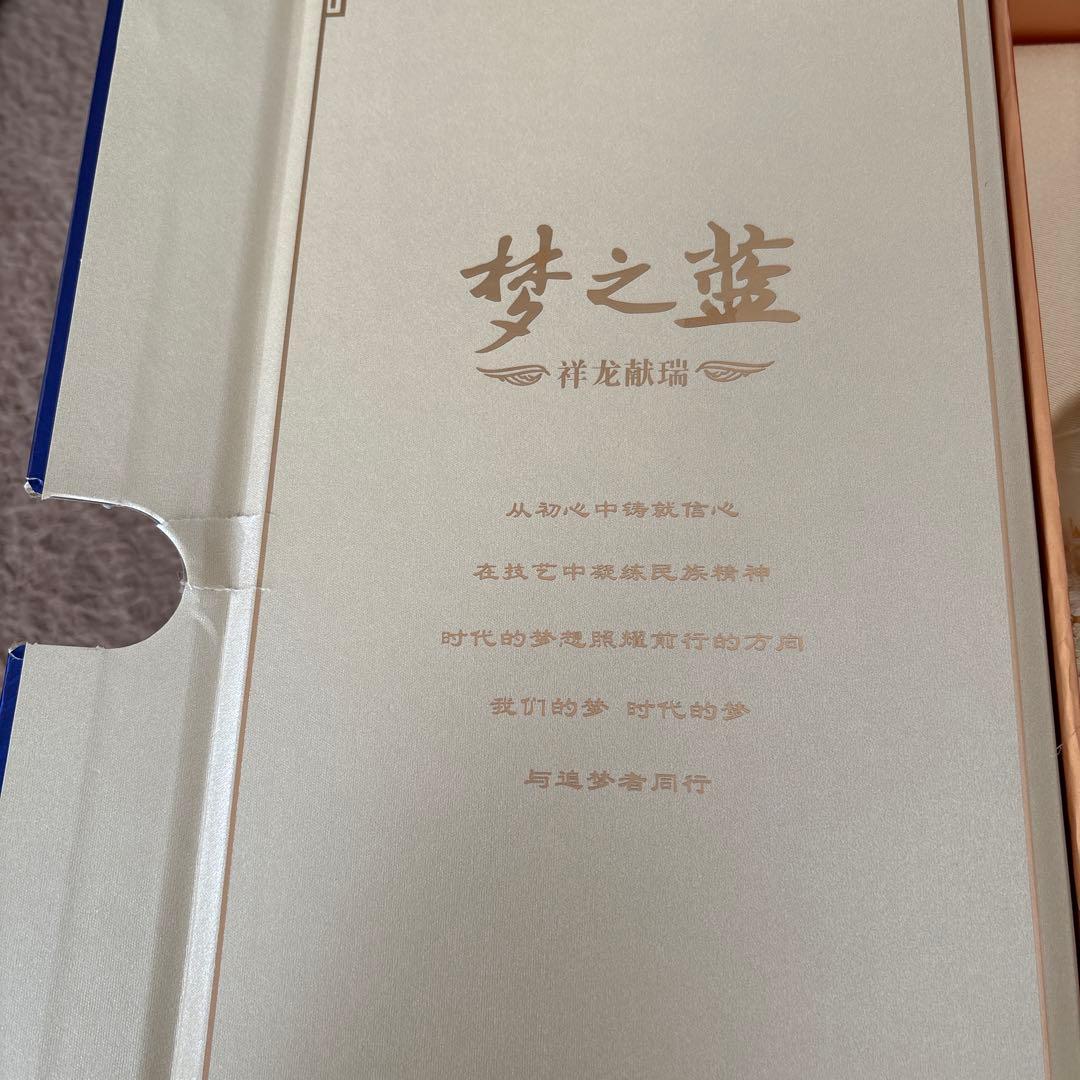 梦之蓝
祥龙献瑞
从初心中铸就信心
在技艺中凝练民族精神
时代的梦想照耀前行的方向
我们的梦 时代的梦
与追梦者同行